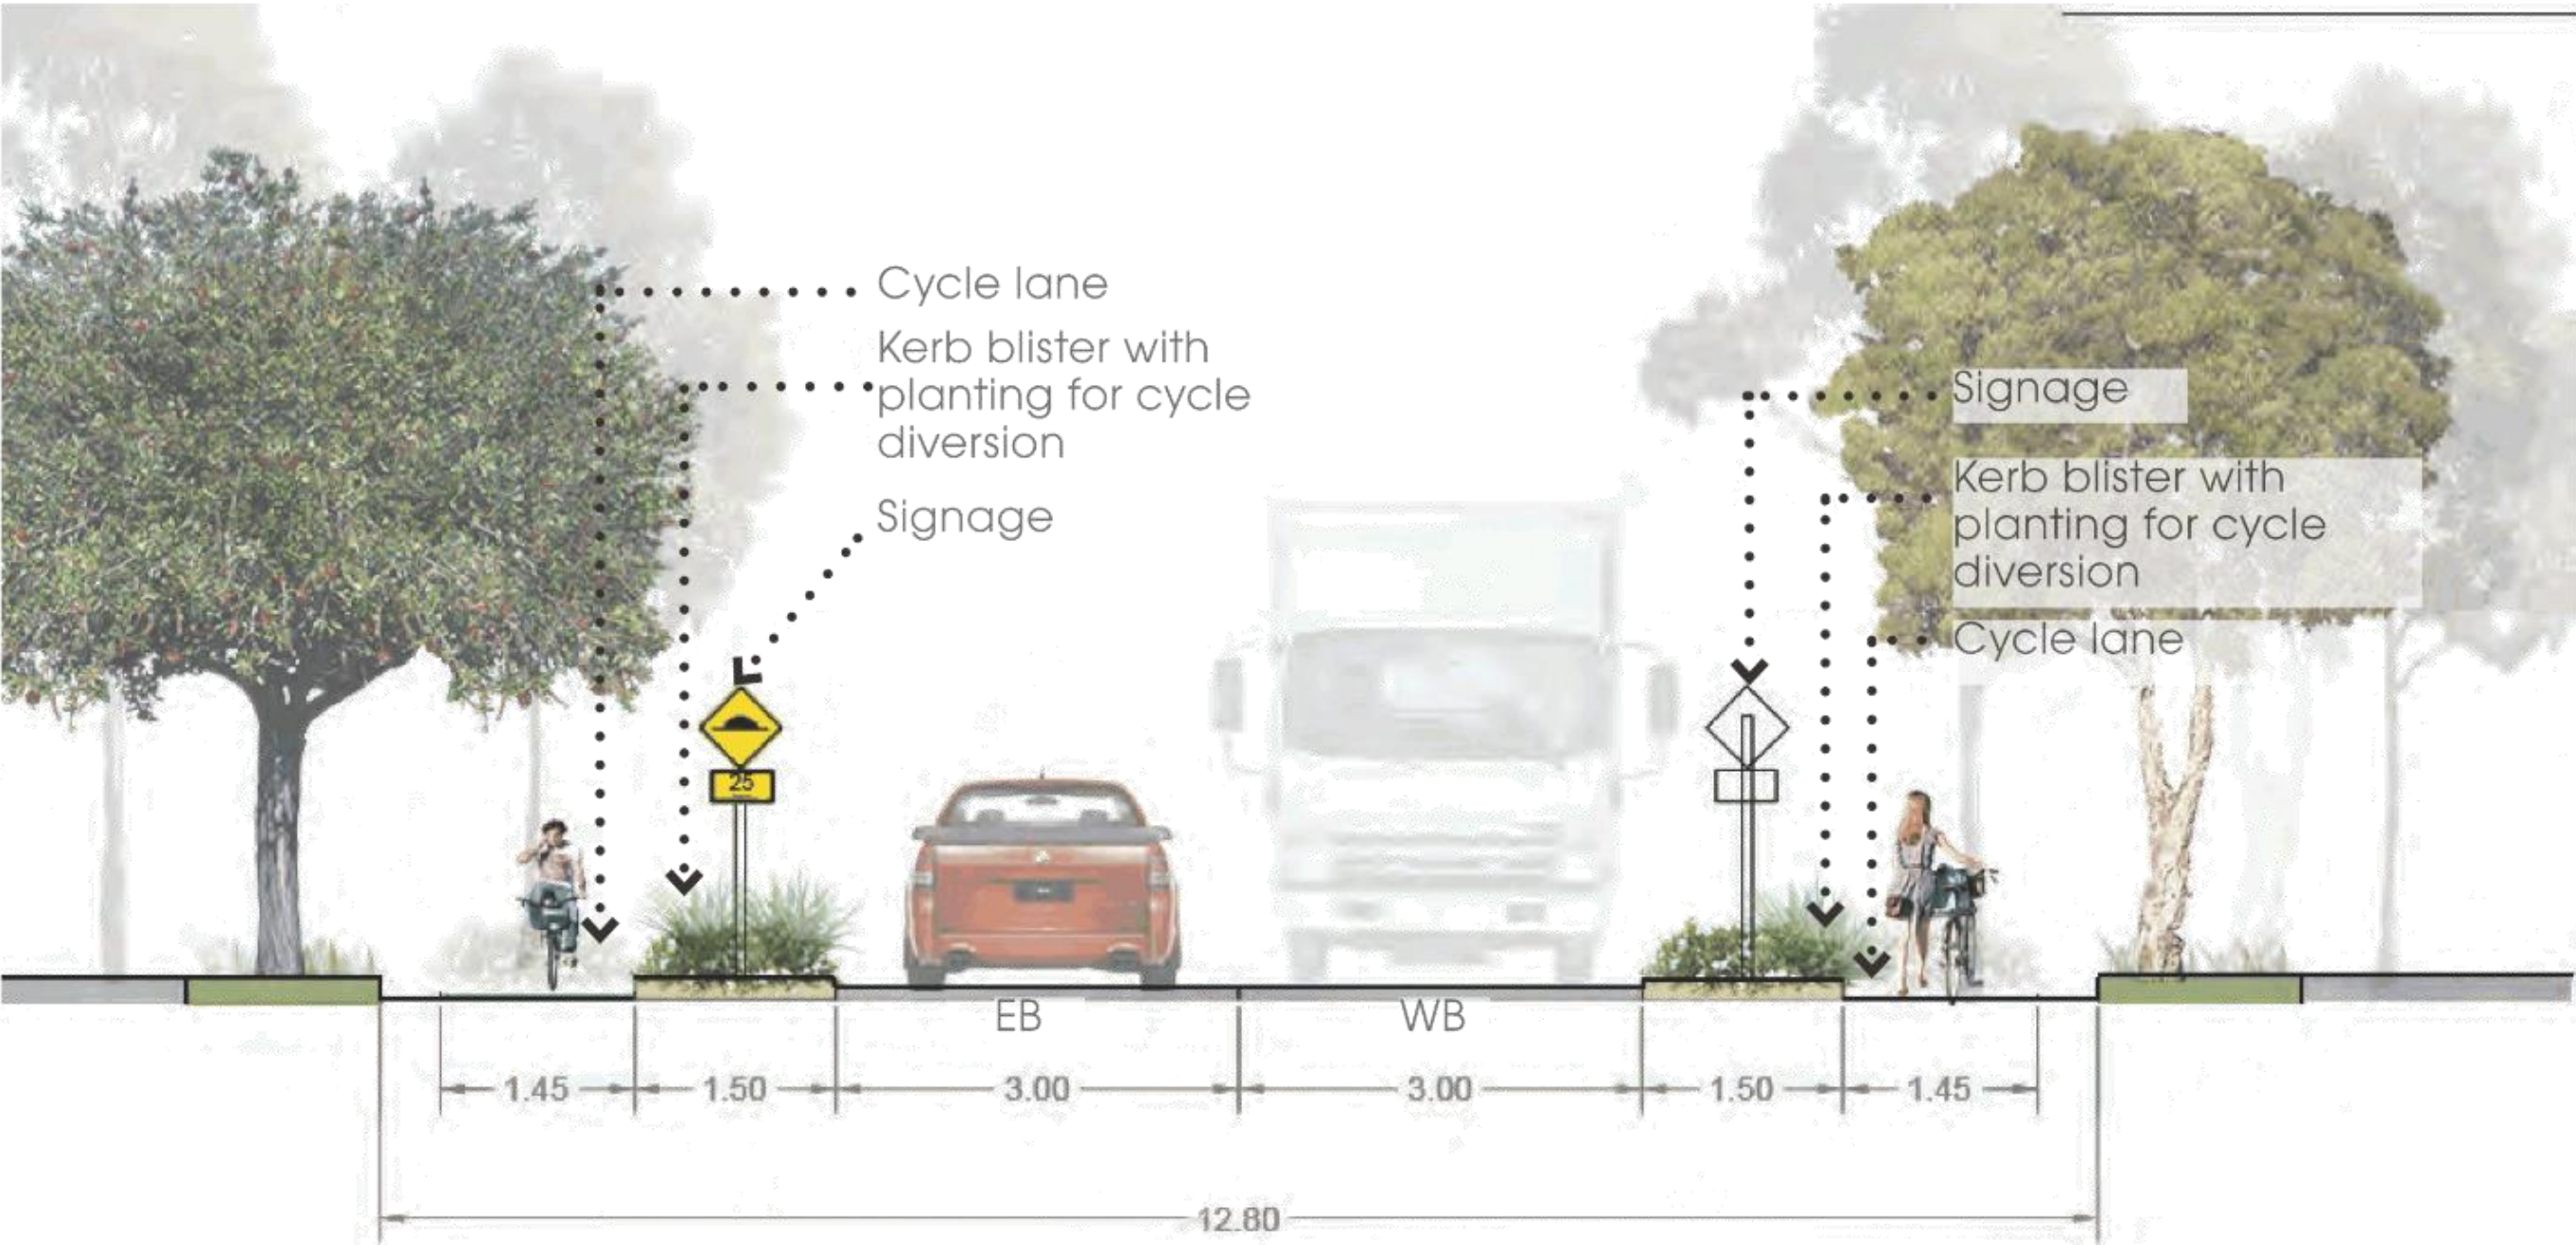 Cycle lane
Kerb blister with
planting for cycle
diversion
Signage
Signage
Kerb blister with
planting for cycle
diversion
Cycle lane
25
EB
WB
1.45
1.50
3.00
3.00
1.50
1.45
12.80